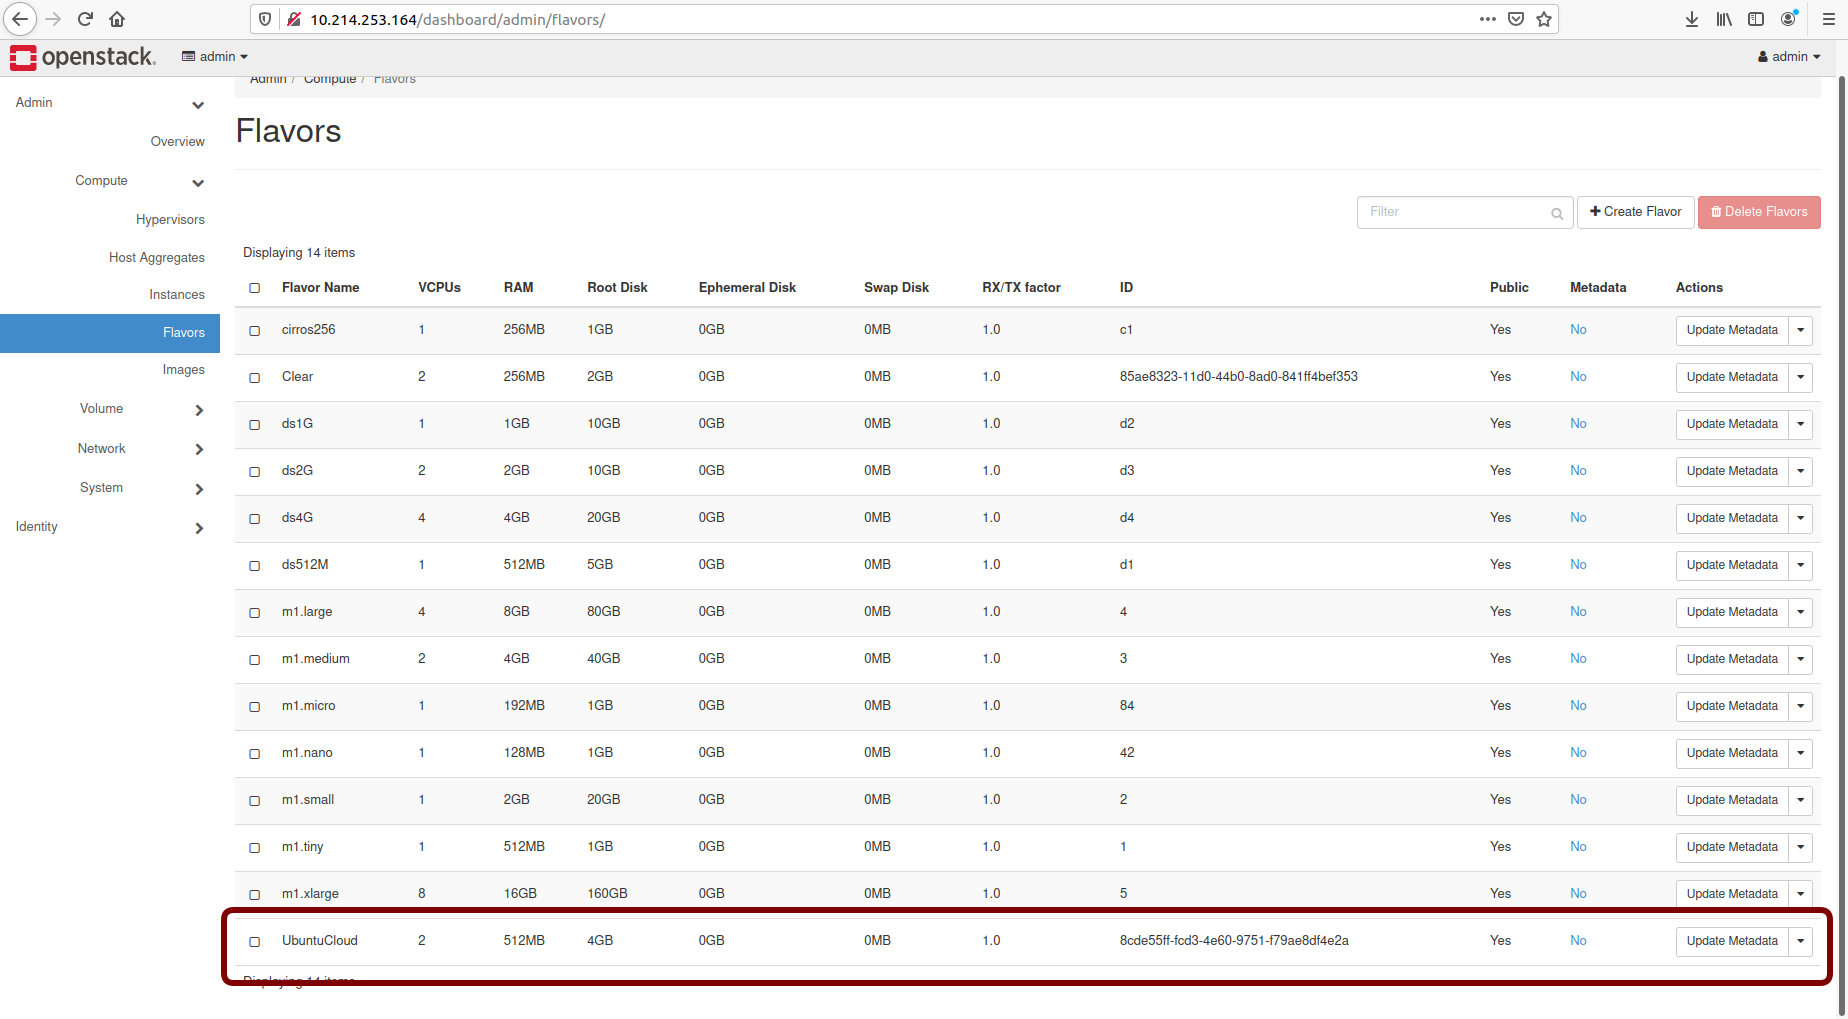 10.214.253.164/dashboard/admin/flavors/
openstack. admin admin
Admin / Compute / Flavors
Admin
Overview
Compute
Hypervisors
Host Aggregates
Instances
Flavors
Images
Volume
Network
System
Identity
Flavors
Filter Create Flavor Delete Flavors
Displaying 14 items
Flavor Name VCPUs RAM Root Disk Ephemeral Disk Swap Disk RX/TX factor ID Public Metadata Actions
cirros256 1 256MB 1GB 0GB 0MB 1.0 c1 Yes No Update Metadata
Clear 2 256MB 2GB 0GB 0MB 1.0 85ae8323-11d0-44b0-8ad0-841ff4bef353 Yes No Update Metadata
ds1G 1 1GB 10GB 0GB 0MB 1.0 d2 Yes No Update Metadata
ds2G 2 2GB 10GB 0GB 0MB 1.0 d3 Yes No Update Metadata
ds4G 4 4GB 20GB 0GB 0MB 1.0 d4 Yes No Update Metadata
ds512M 1 512MB 5GB 0GB 0MB 1.0 d1 Yes No Update Metadata
m1.large 4 8GB 80GB 0GB 0MB 1.0 4 Yes No Update Metadata
m1.medium 2 4GB 40GB 0GB 0MB 1.0 3 Yes No Update Metadata
m1.micro 1 192MB 1GB 0GB 0MB 1.0 84 Yes No Update Metadata
m1.nano 1 128MB 1GB 0GB 0MB 1.0 42 Yes No Update Metadata
m1.small 1 2GB 20GB 0GB 0MB 1.0 2 Yes No Update Metadata
m1.tiny 1 512MB 1GB 0GB 0MB 1.0 1 Yes No Update Metadata
m1.xlarge 8 16GB 160GB 0GB 0MB 1.0 5 Yes No Update Metadata
UbuntuCloud 2 512MB 4GB 0GB 0MB 1.0 8cde55ff-fcd3-4e60-9751-f79ae8df4e2a Yes No Update Metadata
Displaying 14 items